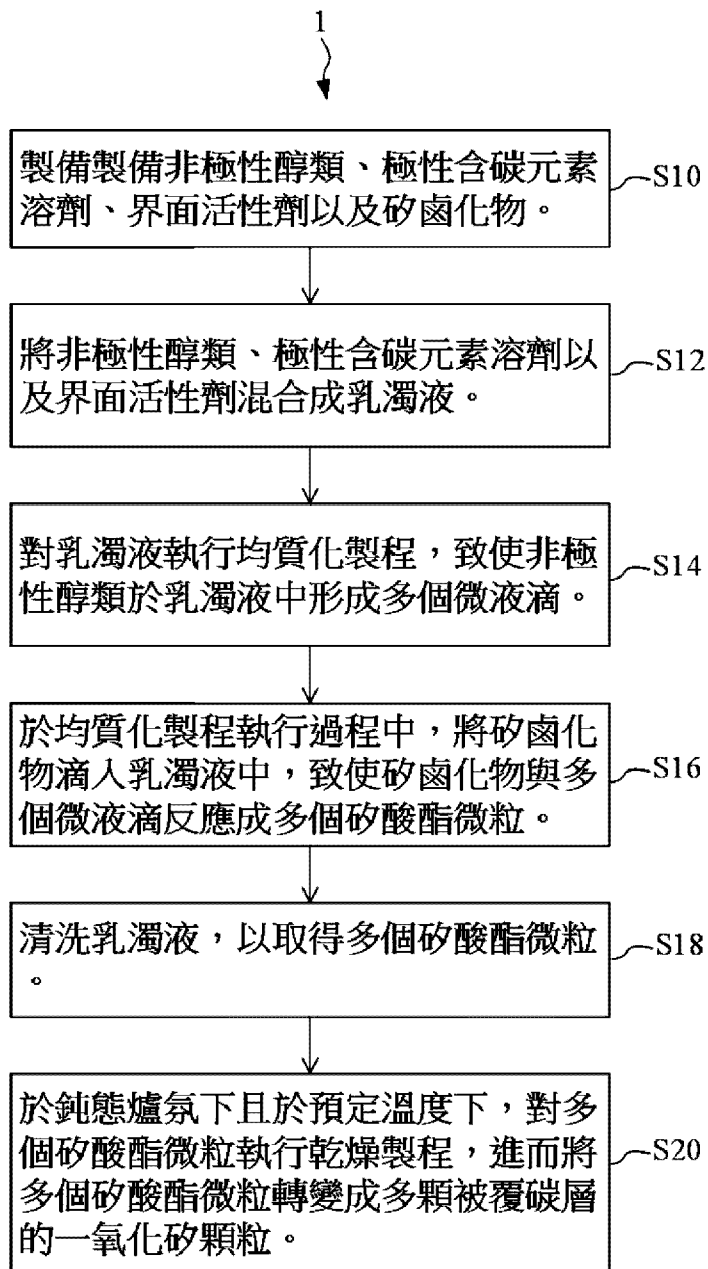 1
製備製備非極性醇類、極性含碳元素
溶劑、界面活性劑以及矽鹵化物。
S10
將非極性醇類、極性含碳元素溶劑以
及界面活性劑混合成乳濁液。
S12
對乳濁液執行均質化製程，致使非極
性醇類於乳濁液中形成多個微液滴。
S14
於均質化製程執行過程中，將矽鹵化
物滴入乳濁液中，致使矽鹵化物與多
個微液滴反應成多個矽酸酯微粒。
S16
清洗乳濁液，以取得多個矽酸酯微粒
。
S18
於鈍態爐氛下且於預定溫度下，對多
個矽酸酯微粒執行乾燥製程，進而將
多個矽酸酯微粒轉變成多顆被覆碳層
的一氧化矽顆粒。
S20